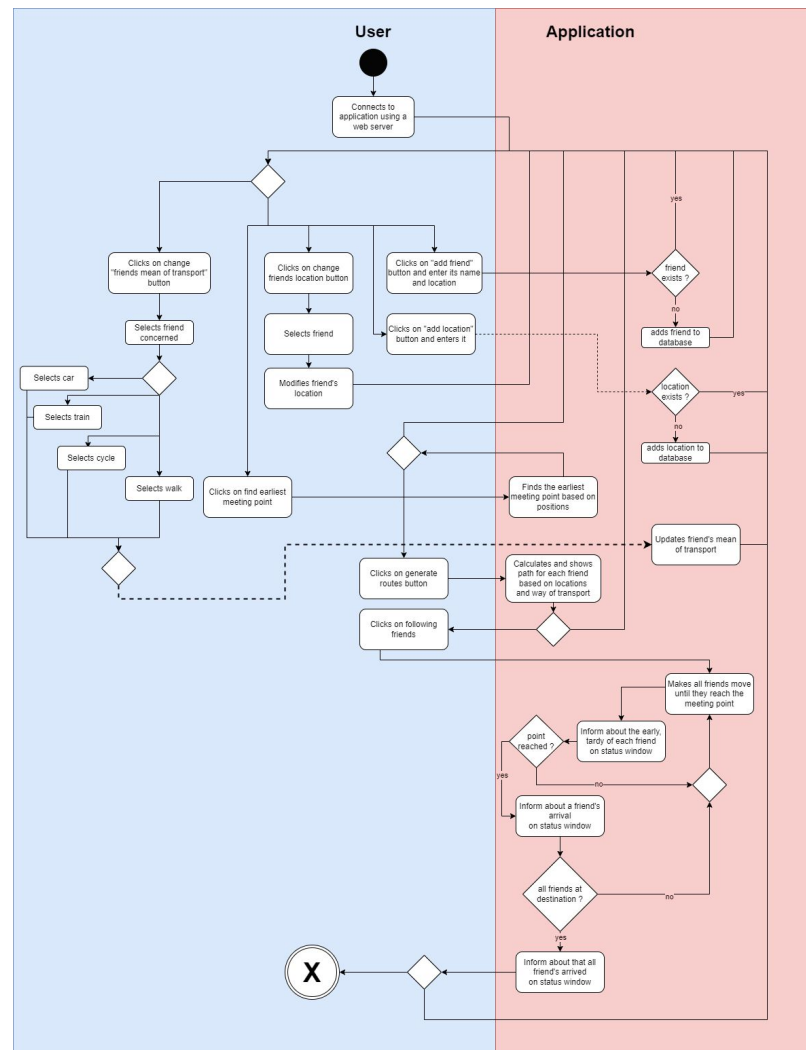 User
Application
Connects to
application using a
web server
yes
Clicks on change
"friends mean of transport"
button
Clicks on change
friends location button
Clicks on "add friend"
button and enter its name
and location
friend
exists ?
no
adds friend to
database
Selects friend
concerned
Selects friend
Clicks on "add location"
button and enters it
Selects car
Modifies friend's
location
location
exists ?
yes
no
adds location to
database
Selects train
Selects cycle
Selects walk
Clicks on find earliest
meeting point
Finds the earliest
meeting point based on
positions
Updates friend's mean
of transport
Clicks on generate
routes button
Calculates and shows
path for each friend
based on locations
and way of transport
Clicks on following
friends
Makes all friends move
until they reach the
meeting point
point
reached ?
Inform about the early,
tardy of each friend
on status window
yes
no
Inform about a friend's
arrival
on status window
all friends at
destination ?
no
yes
Inform about that all
friend's arrived
on status window
X